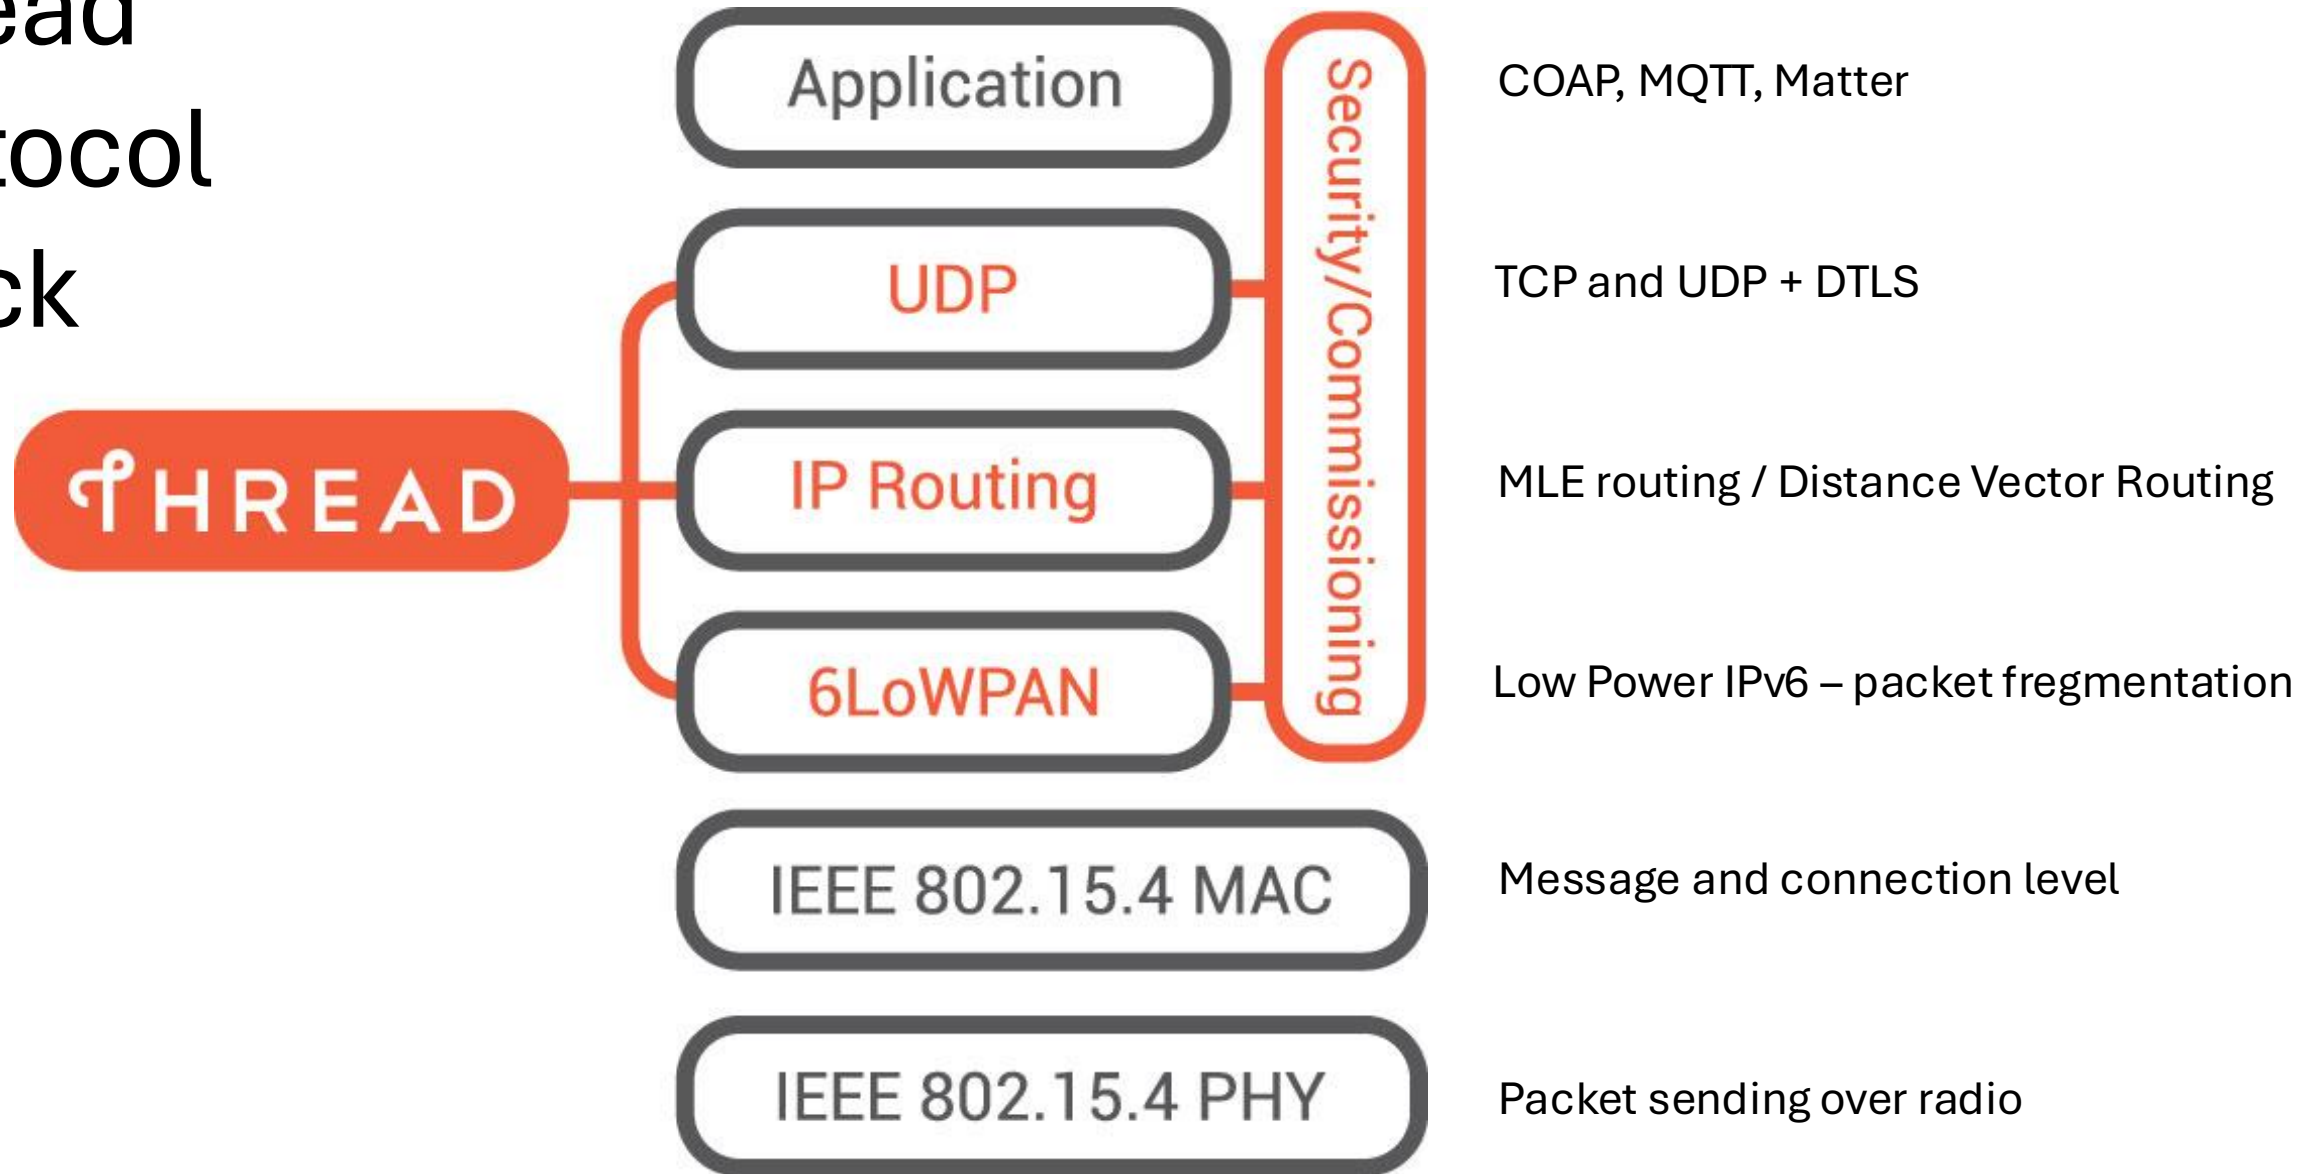 ead
tocol
ck
Application
COAP, MQTT, Matter
UDP
TCP and UDP + DTLS
Security/Commissioning
THREAD
IP Routing
MLE routing / Distance Vector Routing
6LoWPAN
Low Power IPv6 – packet fregmentation
IEEE 802.15.4 MAC
Message and connection level
IEEE 802.15.4 PHY
Packet sending over radio